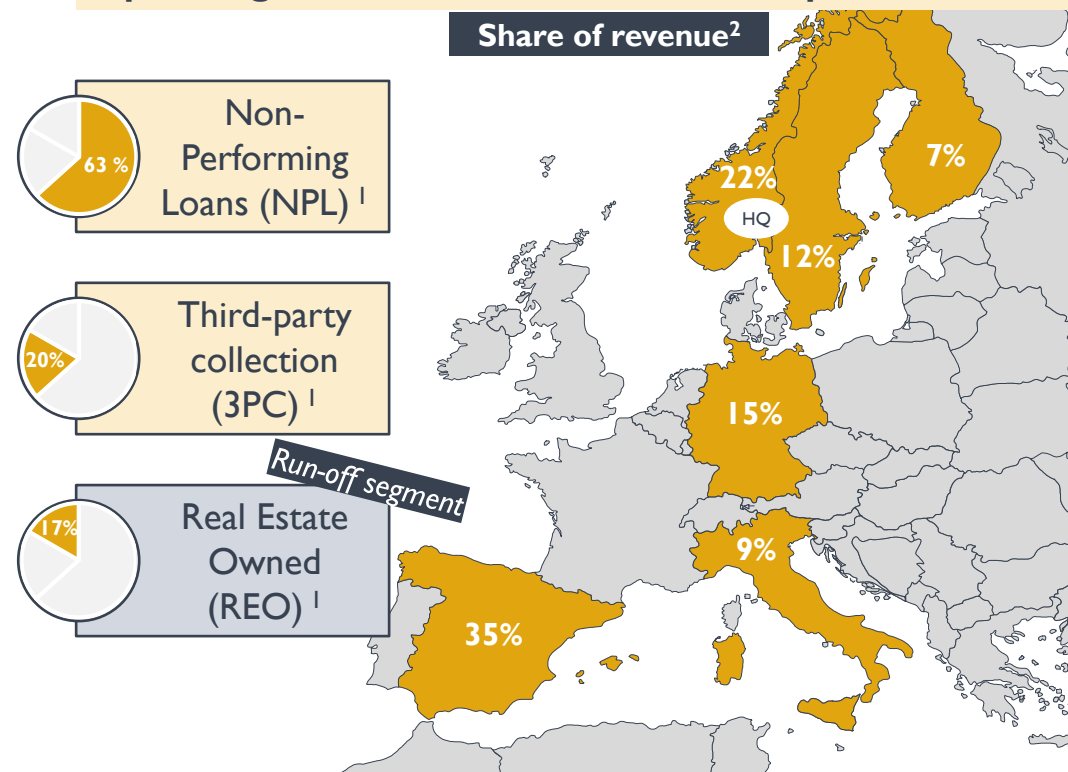 Share of revenue2
Non-
Performing
Loans (NPL) 1
63 %
22%
7%
HQ
12%
Third-party
collection
(3PC) 1
20%
15%
Run-off segment
Real Estate
Owned
(REO) 1
17%
9%
35%